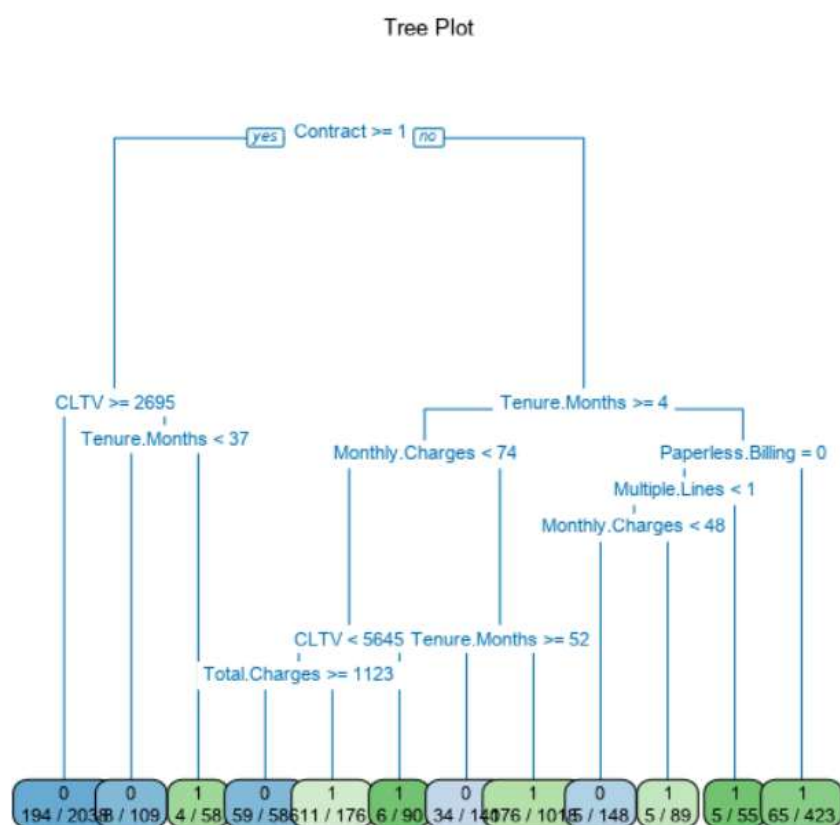 Tree Plot
yes Contract >= 1 no
CLTV >= 2695
Tenure.Months >= 4
Tenure.Months < 37
Monthly.Charges < 74
Paperless.Billing = 0
Multiple.Lines < 1
Monthly.Charges < 48
CLTV < 5645
Tenure.Months >= 52
Total.Charges >= 1123
0 0 1 0 1 1 0 1 0 1 1 1
194 / 109 4 / 58 59 / 6 / 90 34 / / 148 5 / 89 5 / 55 65 / 423